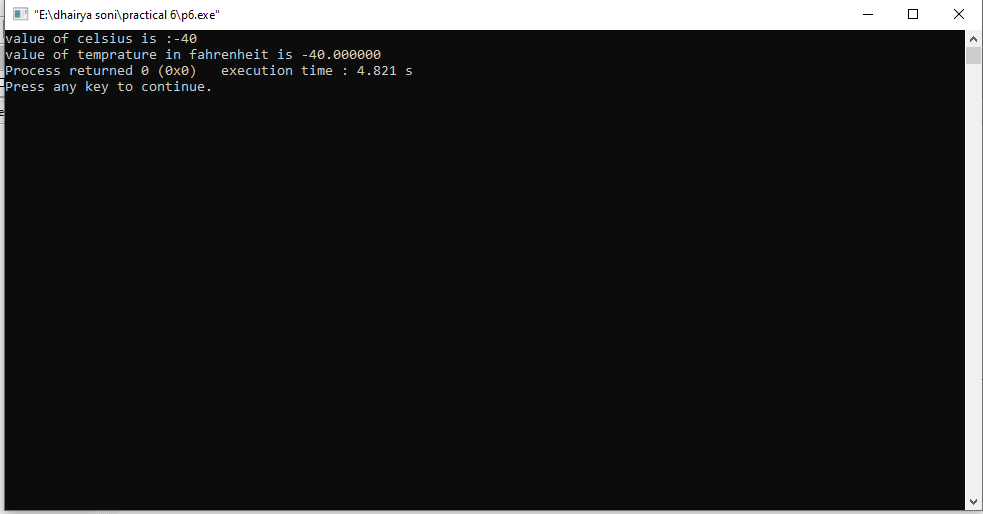 "E:\dhairya soni\practical 6\p6.exe"
value of celsius is :-40
value of temprature in fahrenheit is -40.000000
Process returned 0 (0x0)   execution time : 4.821 s
Press any key to continue.